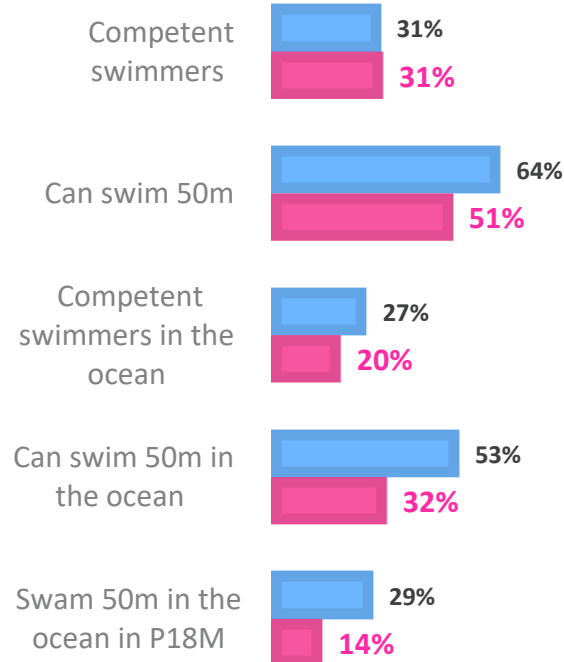 Competent
swimmers
31%
31%
Can swim 50m
64%
51%
Competent
swimmers in the
ocean
27%
20%
Can swim 50m in
the ocean
53%
32%
Swam 50m in the
ocean in P18M
29%
14%